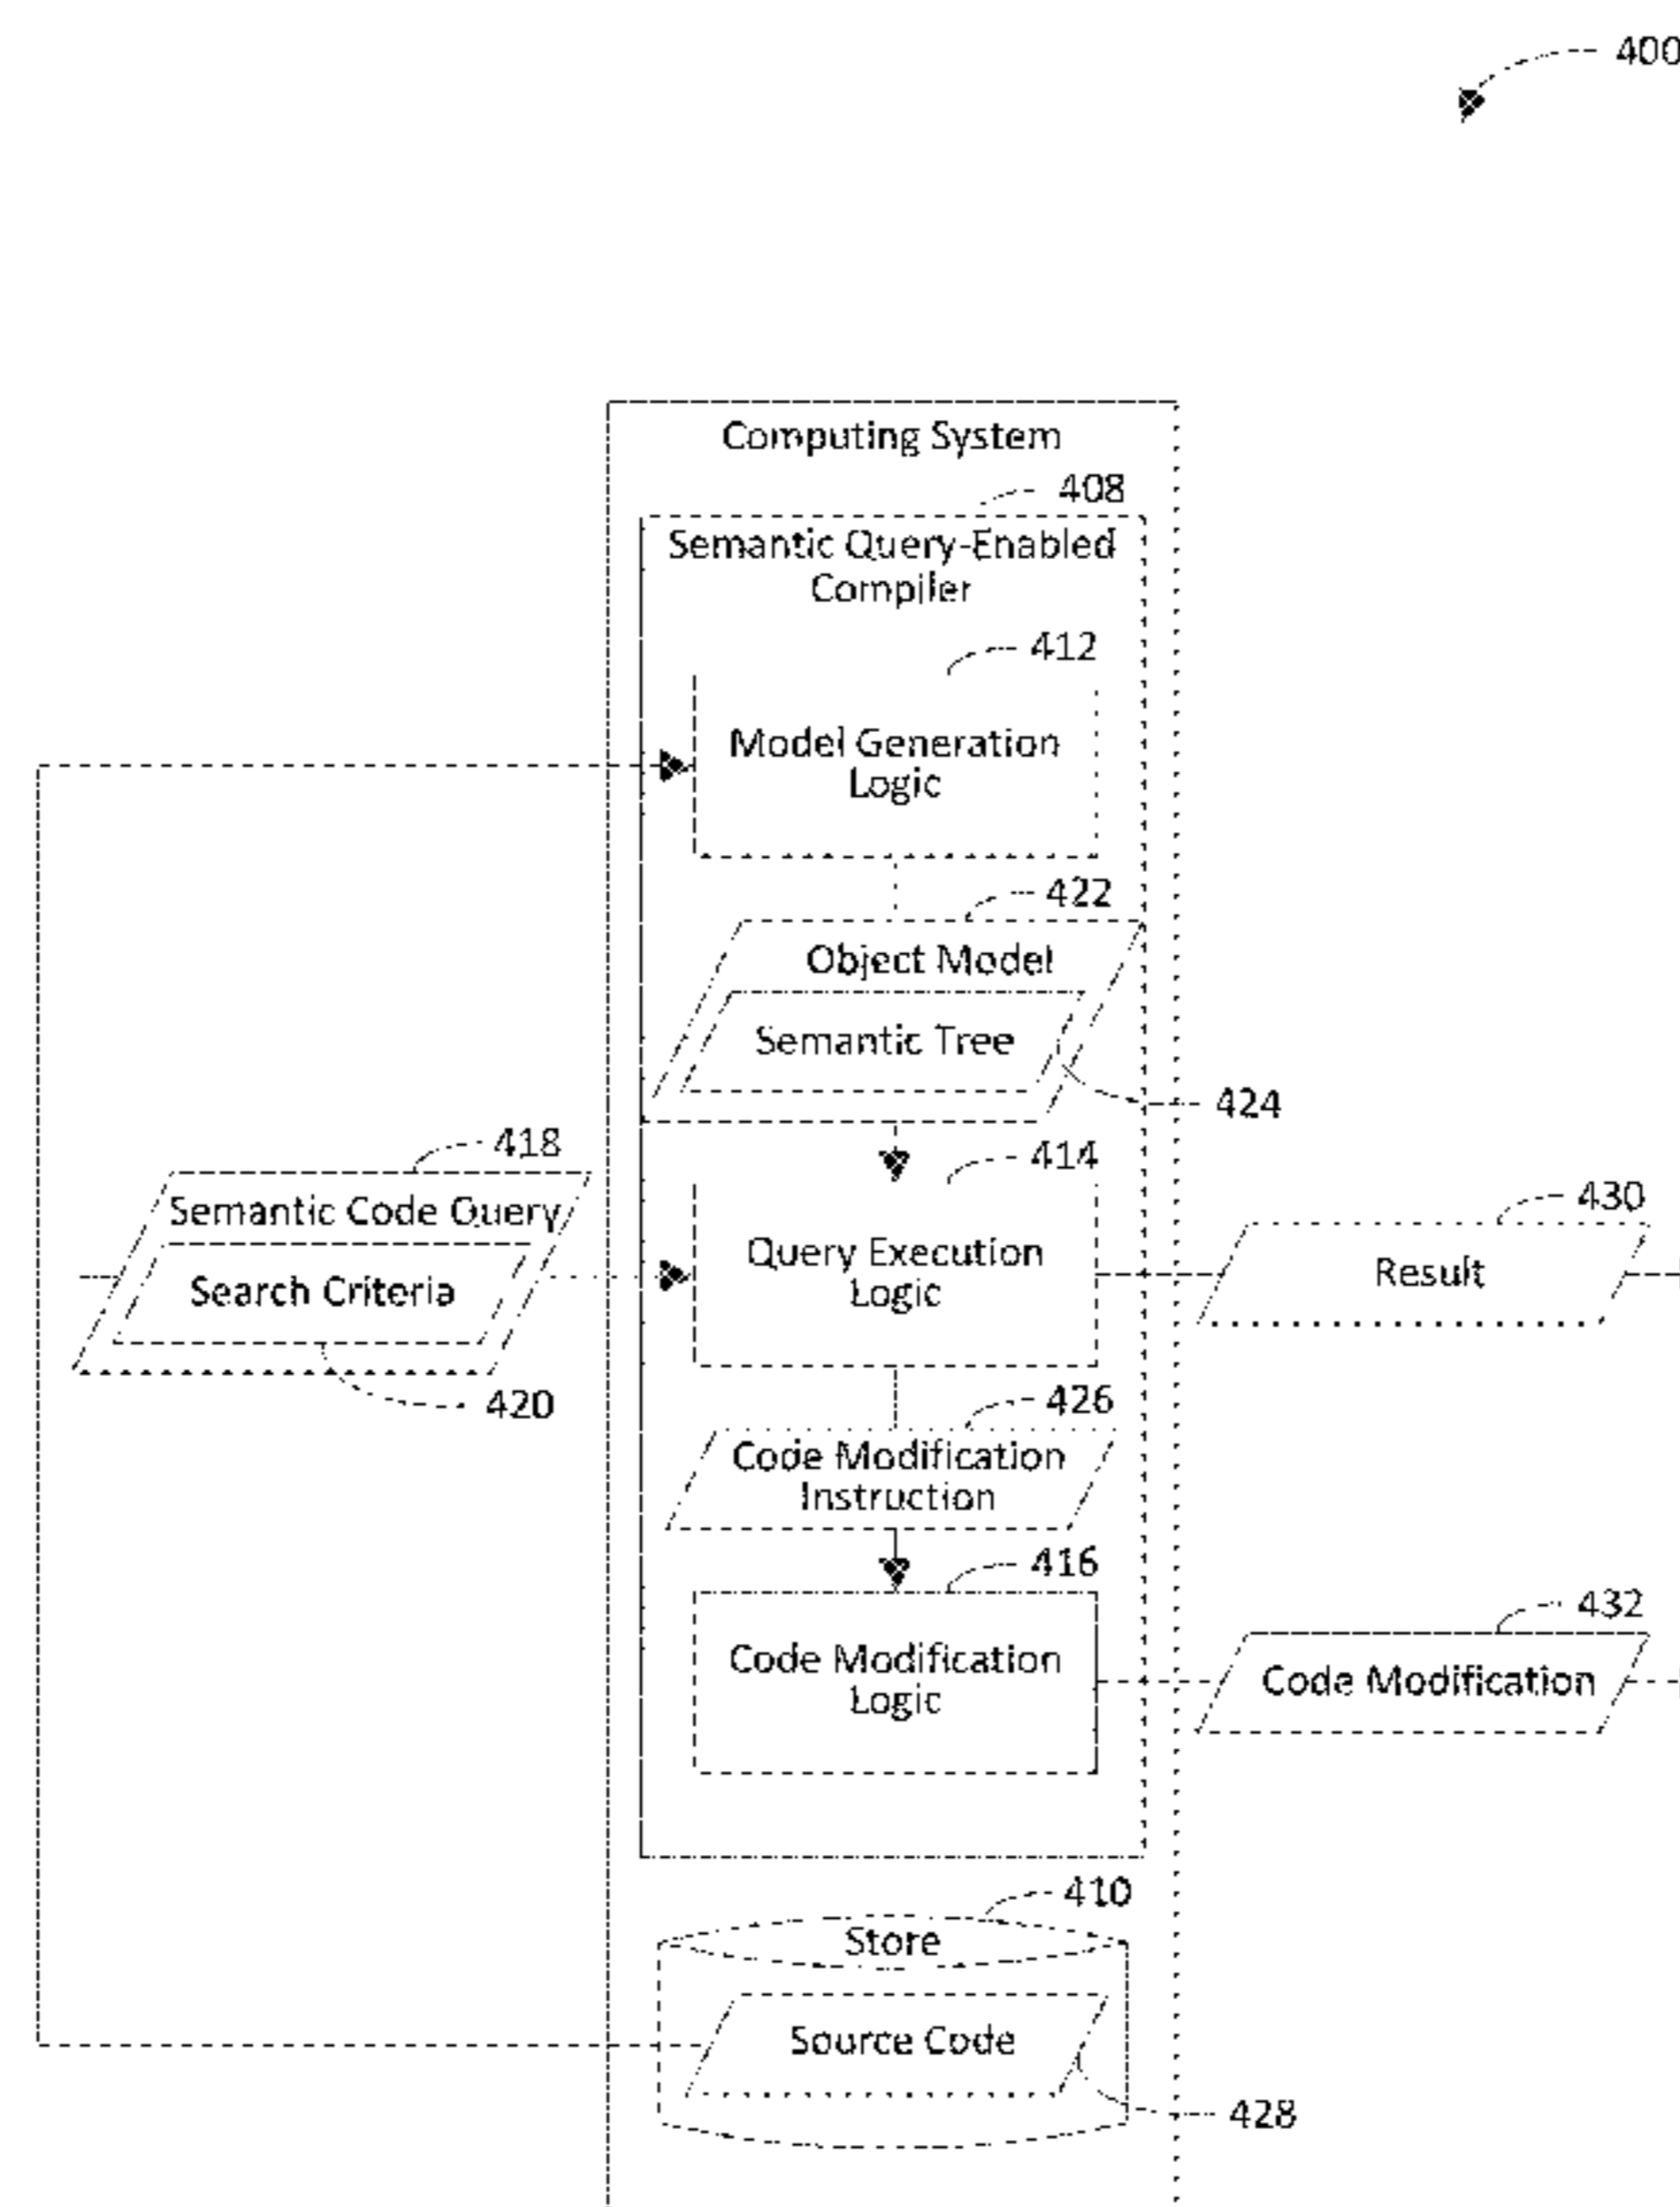 400
Computing System
408
Semantic Query-Enabled
Compiler
412
Model Generation
Logic
422
Object Model
Semantic Tree
424
418
Semantic Code Query
Search Criteria
420
414
Query Execution
Logic
430
Result
426
Code Modification
Instruction
416
Code Modification
Logic
432
Code Modification
410
Store
Source Code
428